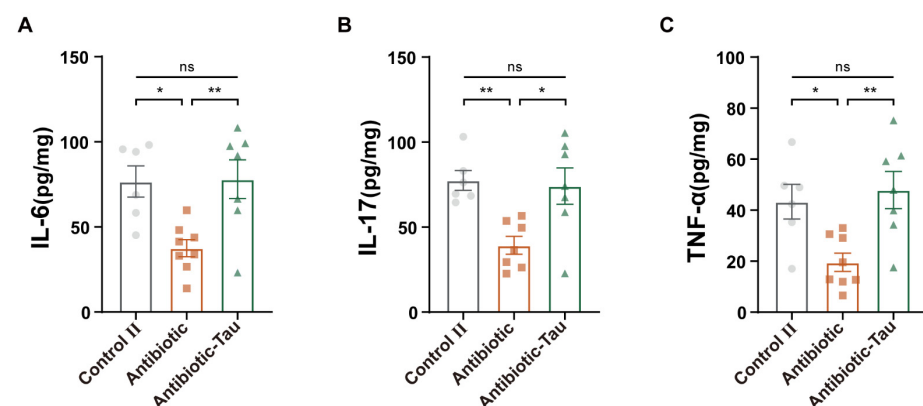 A
IL-6(pg/mg)
150
100
50
0
ns
*
**
Control II
Antibiotic
Antibiotic-Tau
B
IL-17(pg/mg)
150
100
50
0
ns
**
*
Control II
Antibiotic
Antibiotic-Tau
C
TNF-α(pg/mg)
100
80
60
40
20
0
ns
*
**
Control II
Antibiotic
Antibiotic-Tau